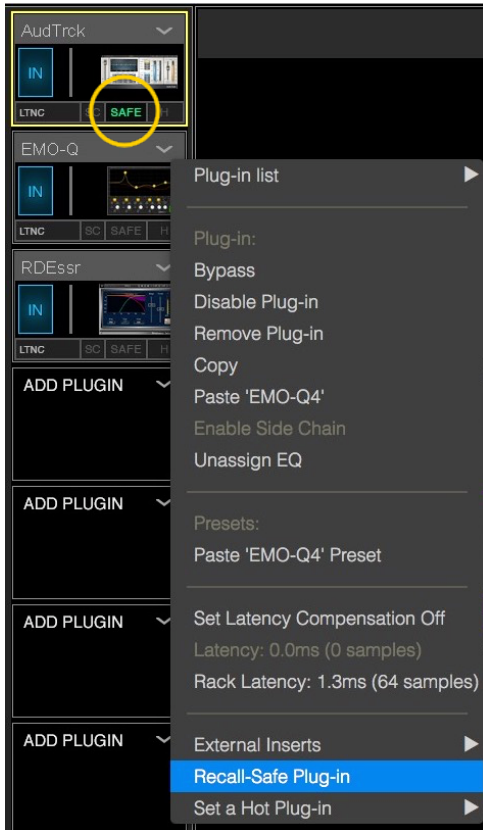 AudTrck
IN
LTNC SC SAFE H
EMO-Q
IN
LTNC SC SAFE H
RDEssr
IN
LTNC SC SAFE H
ADD PLUGIN
ADD PLUGIN
ADD PLUGIN
ADD PLUGIN
Plug-in list
Plug-in:
Bypass
Disable Plug-in
Remove Plug-in
Copy
Paste 'EMO-Q4'
Enable Side Chain
Unassign EQ
Presets:
Paste 'EMO-Q4' Preset
Set Latency Compensation Off
Latency: 0.0ms (0 samples)
Rack Latency: 1.3ms (64 samples)
External Inserts
Recall-Safe Plug-in
Set a Hot Plug-in